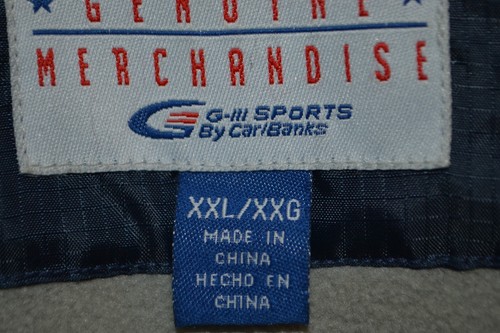 GENUINE
MERCHANDISE
G-III SPORTS
By Carl Banks
XXL/XXG
MADE IN
CHINA
HECHO EN
CHINA